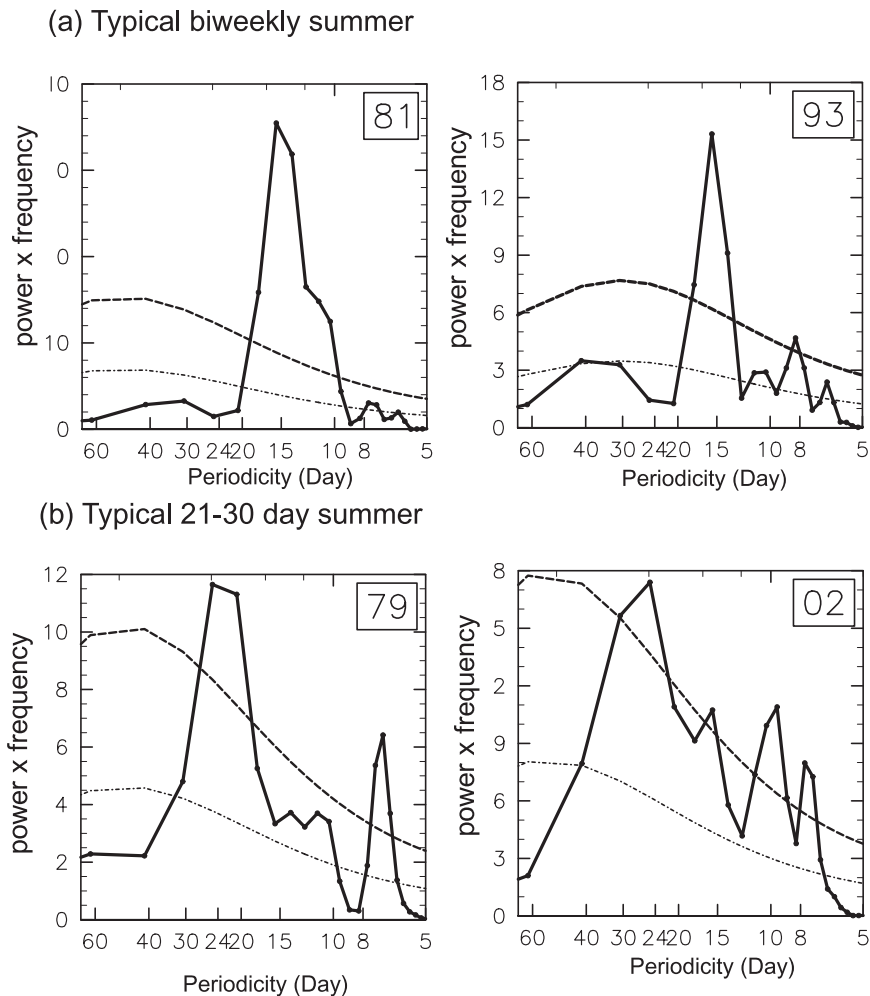 (a) Typical biweekly summer
81
10
0
0
10
0
power x frequency
60 40 30 24 20 15 10 8 5
Periodicity (Day)
93
18
15
12
9
6
3
0
power x frequency
60 40 30 24 20 15 10 8 5
Periodicity (Day)
(b) Typical 21-30 day summer
79
12
10
8
6
4
2
0
power x frequency
60 40 30 24 20 15 10 8 5
Periodicity (Day)
02
8
5
2
9
6
3
0
power x frequency
60 40 30 24 20 15 10 8 5
Periodicity (Day)